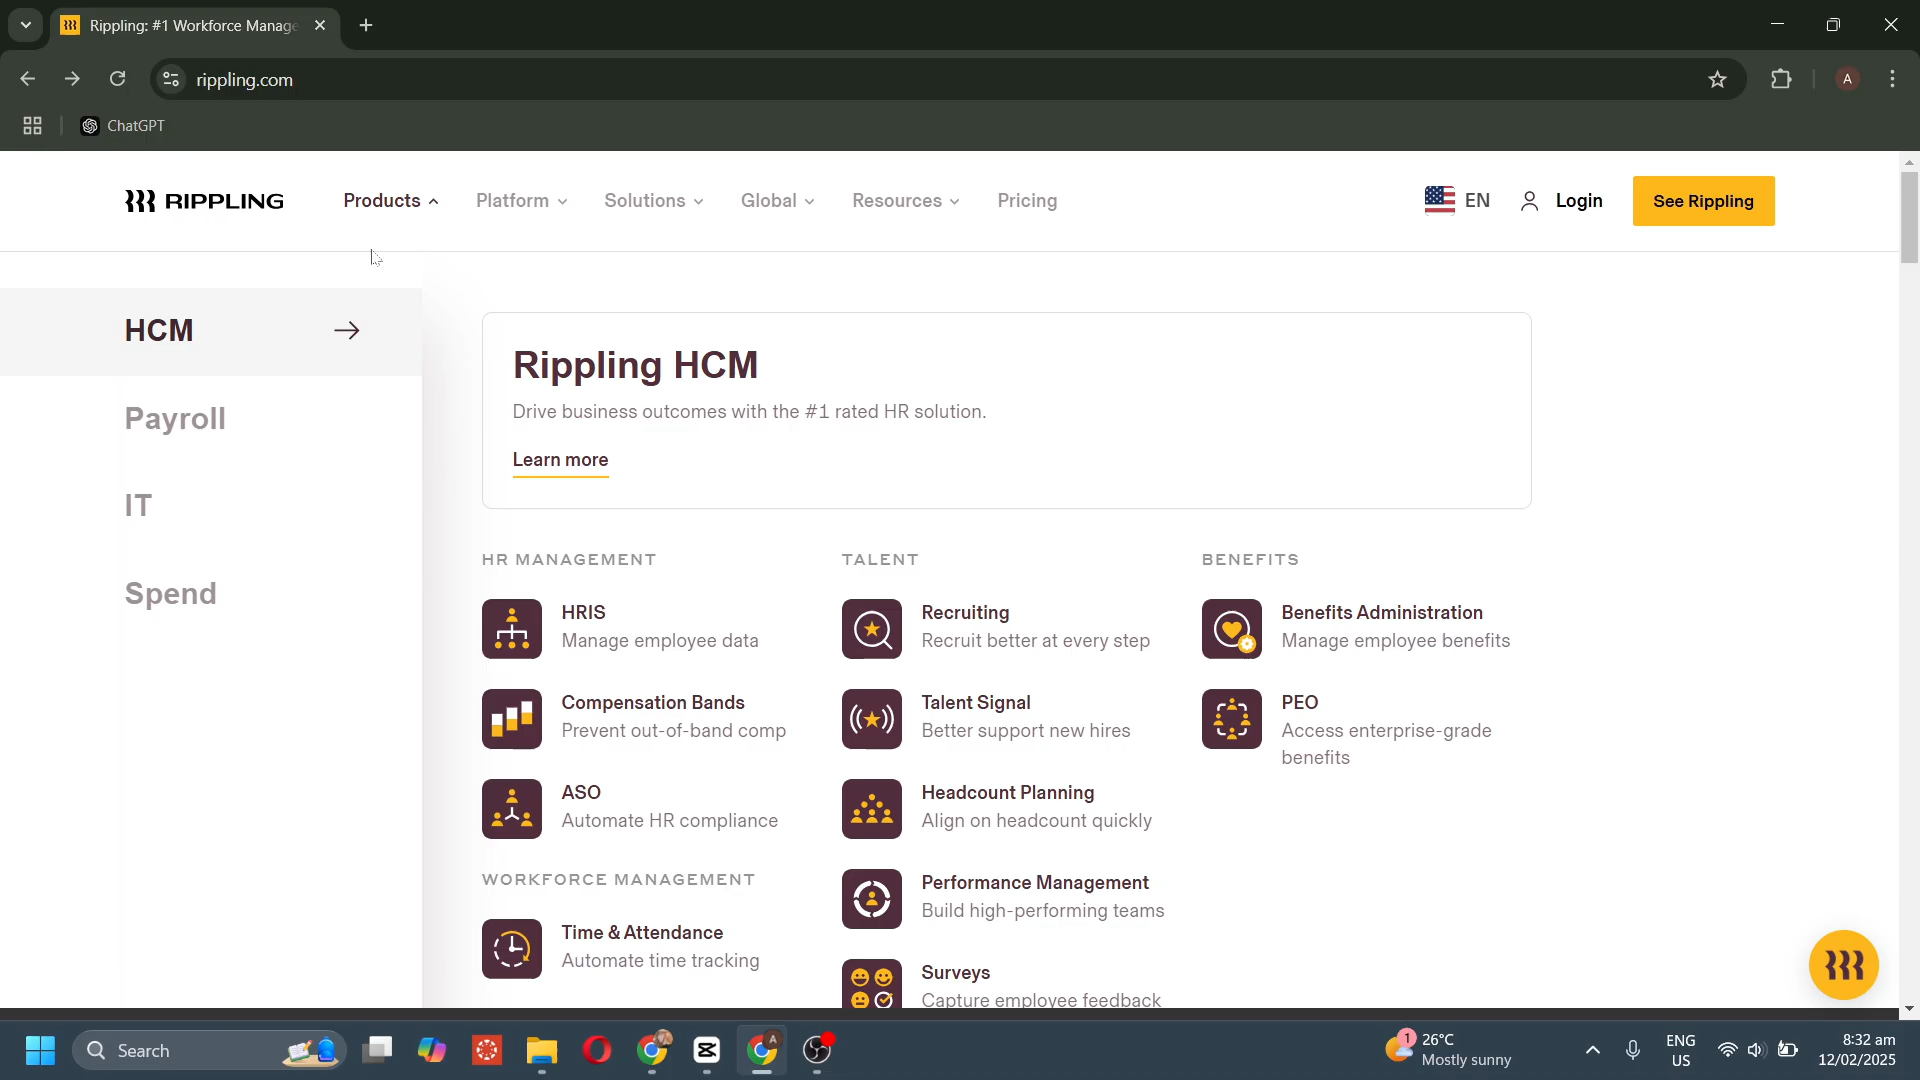 Rippling: #1 Workforce Manage
rippling.com
ChatGPT
A
RIPPLING
Products
Platform
Solutions
Global
Resources
Pricing
EN
Login
See Rippling
HCM
Payroll
IT
Spend
Rippling HCM
Drive business outcomes with the #1 rated HR solution.
Learn more
HR MANAGEMENT
HRIS
Manage employee data
Compensation Bands
Prevent out-of-band comp
ASO
Automate HR compliance
WORKFORCE MANAGEMENT
Time & Attendance
Automate time tracking
TALENT
Recruiting
Recruit better at every step
Talent Signal
Better support new hires
Headcount Planning
Align on headcount quickly
Performance Management
Build high-performing teams
Surveys
Capture employee feedback
BENEFITS
Benefits Administration
Manage employee benefits
PEO
Access enterprise-grade
benefits
Search
A
1
26°C
Mostly sunny
ENG
US
8:32 am
12/02/2025